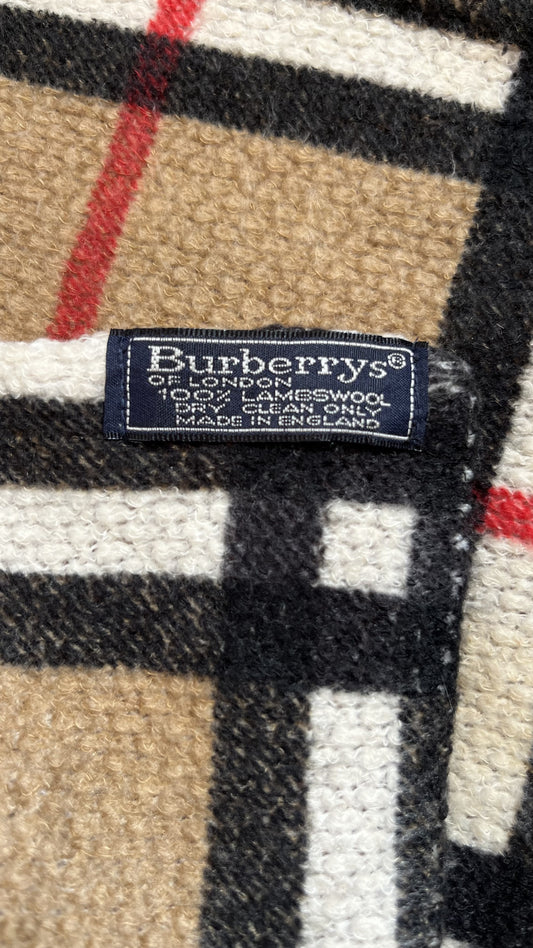 Burberrys®
OF LONDON
100% LAMBSWOOL
DRY CLEAN ONLY
MADE IN ENGLAND